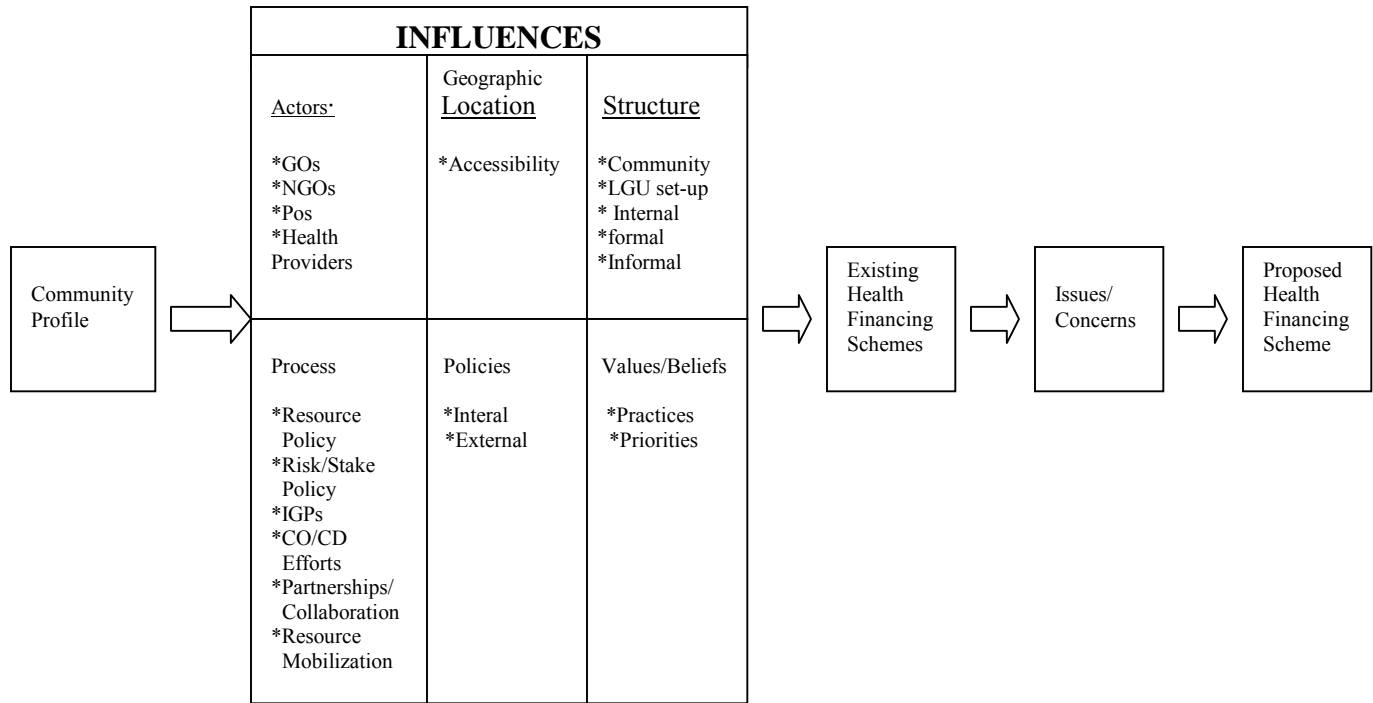 INFLUENCES
Actors·
*GOs
*NGOs
*Pos
*Health
Providers
Geographic
Location
*Accessibility
Structure
*Community
*LGU set-up
* Internal
*formal
*Informal
Community
Profile
Process
*Resource
Policy
*Risk/Stake
Policy
*IGPs
*CO/CD
Efforts
*Partnerships/
Collaboration
*Resource
Mobilization
Policies
*Interal
*External
Values/Beliefs
*Practices
*Priorities
Existing
Health
Financing
Schemes
Issues/
Concerns
Proposed
Health
Financing
Scheme